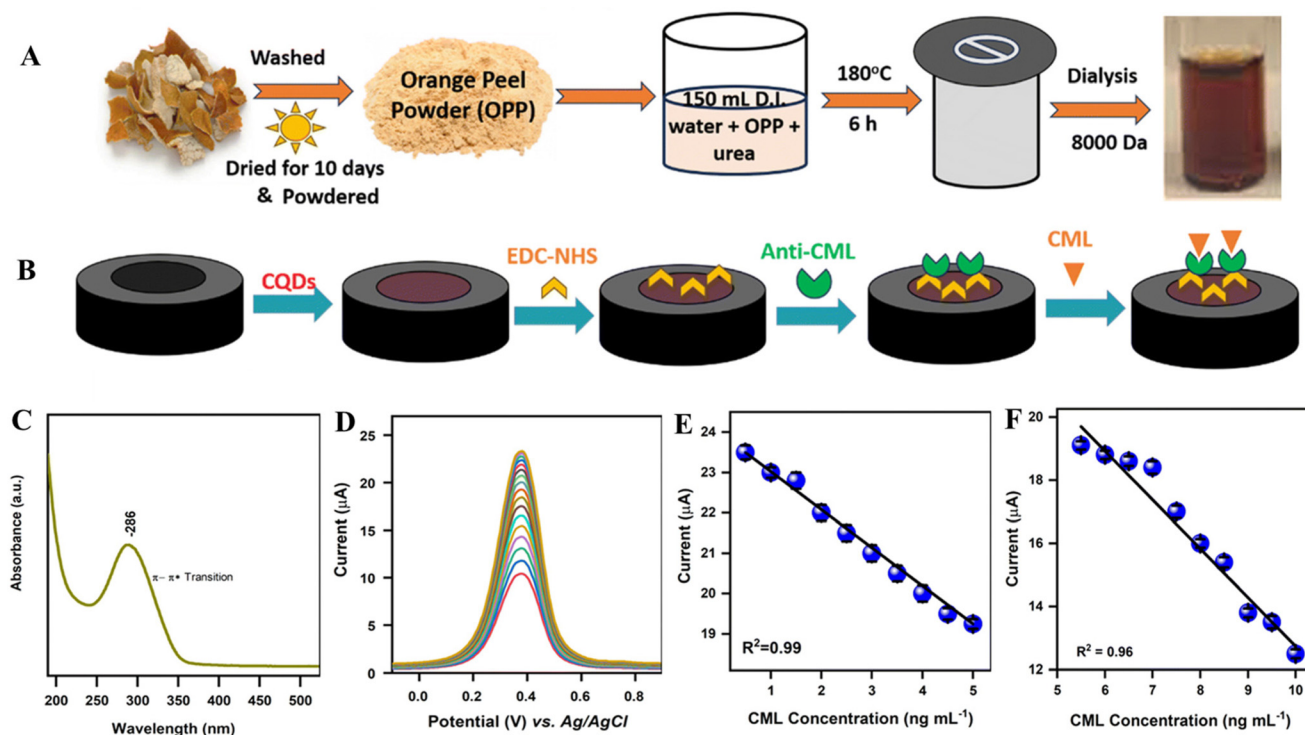 A
Washed
Dried for 10 days
& Powdered
Orange Peel
Powder (OPP)
150 mL D.I.
water + OPP +
urea
180°C
6 h
Dialysis
8000 Da
B
CQDs
EDC-NHS
Anti-CML
CML
C
Absorbance (a.u.)
-286
π– π* Transition
200 250 300 350 400 450 500
Wavelength (nm)
D
Current (μA)
25
20
15
10
5
0
0.0 0.2 0.4 0.6 0.8
Potential (V) vs. Ag/AgCl
E
Current (μA)
24
23
22
21
20
19
R²=0.99
1 2 3 4 5
CML Concentration (ng mL⁻¹)
F
Current (μA)
20
18
16
14
12
R² = 0.96
5 6 7 8 9 10
CML Concentration (ng mL⁻¹)